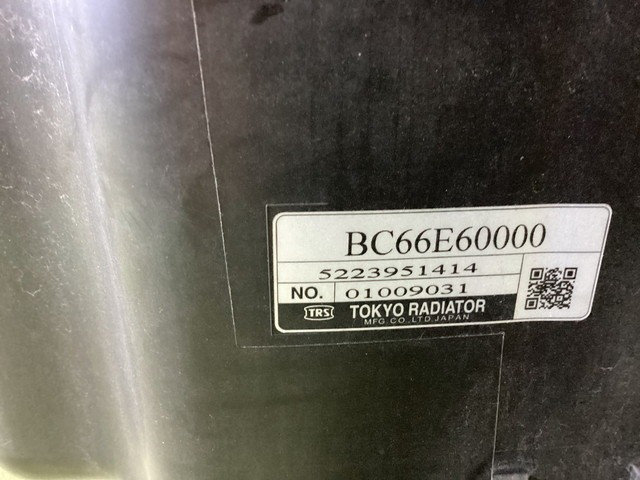 BC66E60000
5223951414
NO. 01009031
TRS TOKYO RADIATOR
MFG CO., LTD JAPAN